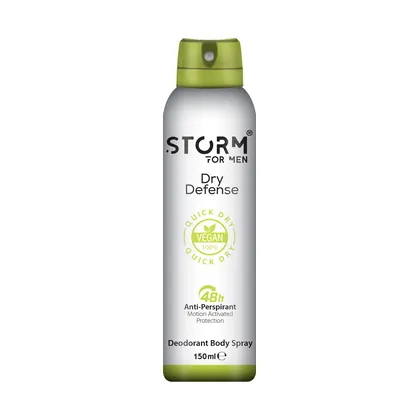 STORM®
FOR MEN
Dry
Defense
QUICK DRY
VEGAN
100%
QUICK DRY
48h
Anti-Perspirant
Motion Activated
Protection
Deodorant Body Spray
150ml℮